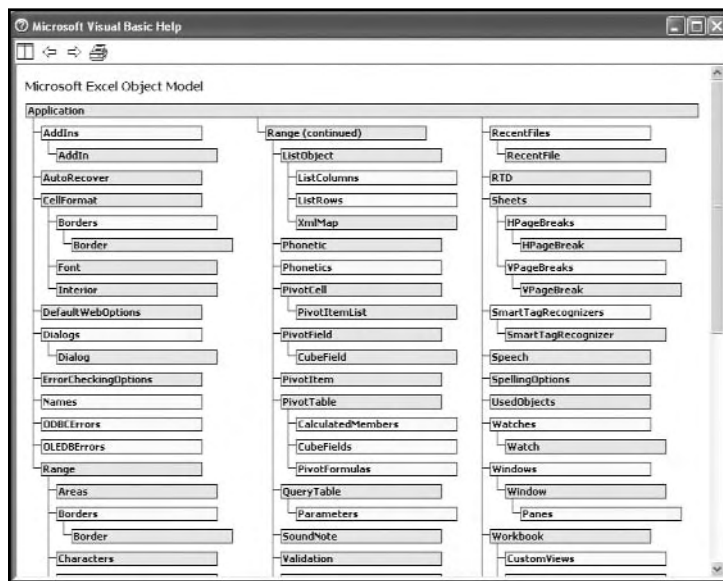 Microsoft Visual Basic Help
Microsoft Excel Object Model
Application
AddIns
AddIn
AutoRecover
CellFormat
Borders
Border
Font
Interior
DefaultWebOptions
Dialogs
Dialog
ErrorCheckingOptions
Names
ODBCErrors
OLEDBErrors
Range
Areas
Borders
Border
Characters
Range (continued)
ListObject
ListColumns
ListRows
XmlMap
Phonetic
Phonetics
PivotCell
PivotItemList
PivotField
CubeField
PivotItem
PivotTable
CalculatedMembers
CubeFields
PivotFormulas
QueryTable
Parameters
SoundNote
Validation
RecentFiles
RecentFile
RTD
Sheets
HPageBreaks
HPageBreak
VPageBreaks
VPageBreak
SmartTagRecognizers
SmartTagRecognizer
Speech
SpellingOptions
UsedObjects
Watches
Watch
Windows
Window
Panes
Workbook
CustomViews